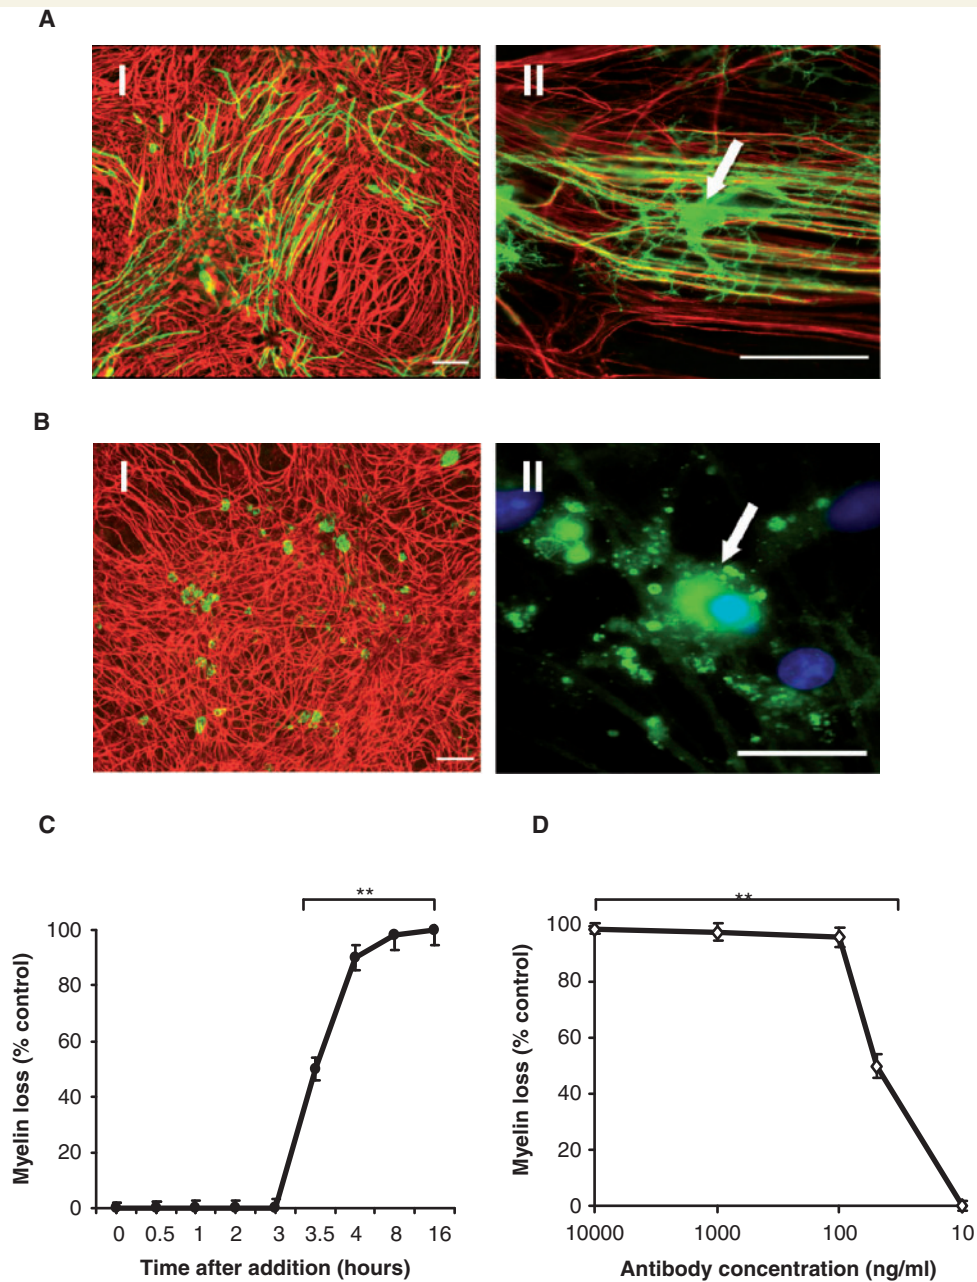 A
I
II
B
I
II
C
**
100
80
60
40
20
0
Myelin loss (% control)
0 0.5 1 2 3 3.5 4 8 16
Time after addition (hours)
D
**
100
80
60
40
20
0
Myelin loss (% control)
10000 1000 100 10
Antibody concentration (ng/ml)